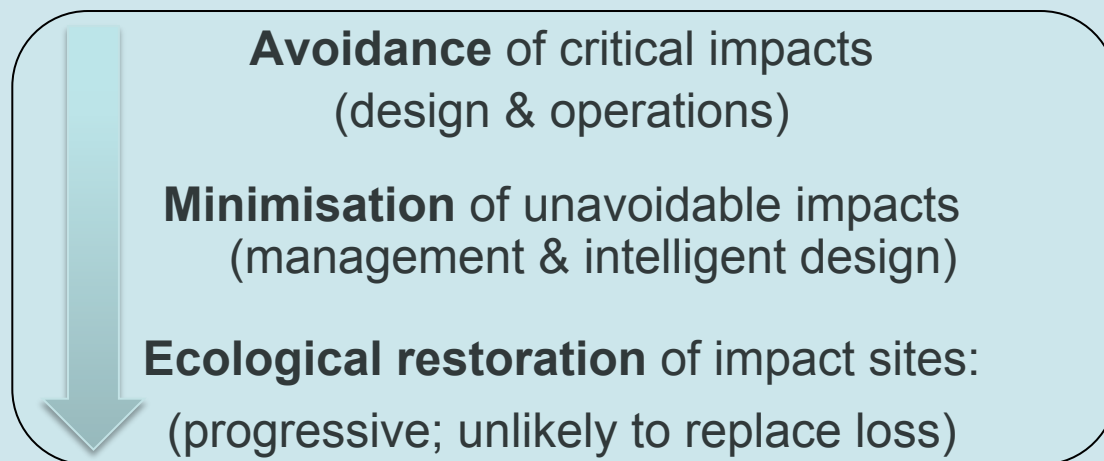 Avoidance of critical impacts
(design & operations)
Minimisation of unavoidable impacts
(management & intelligent design)
Ecological restoration of impact sites:
(progressive; unlikely to replace loss)